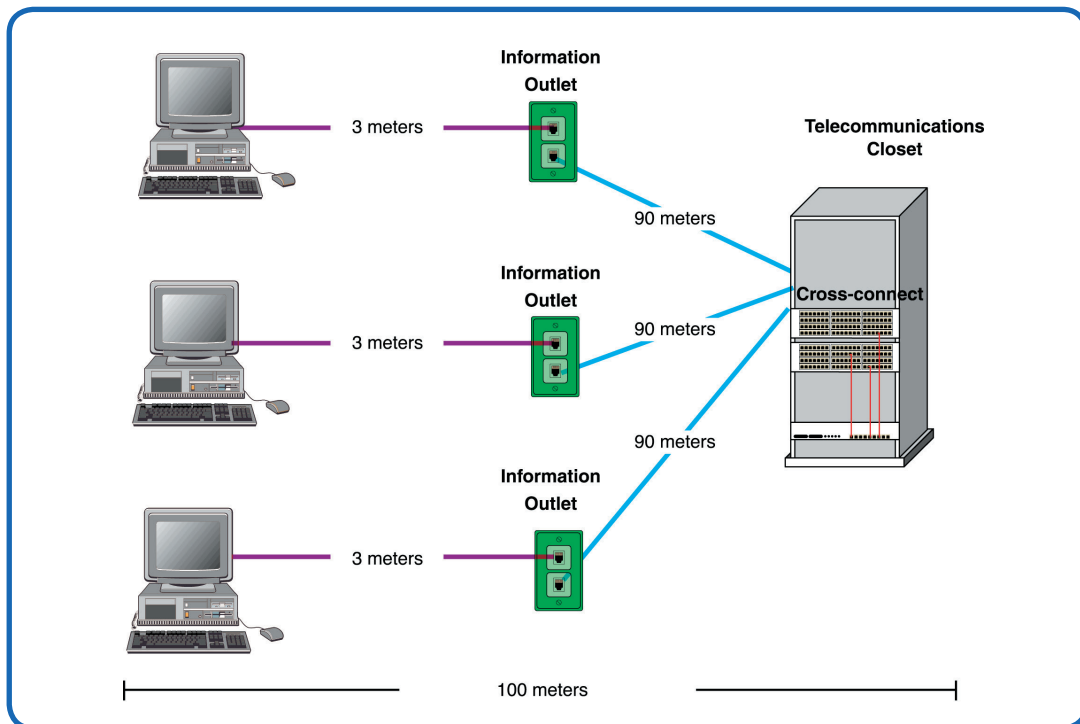 Information
Outlet
3 meters
Telecommunications
Closet
90 meters
Information
Outlet
Cross-connect
3 meters
90 meters
90 meters
Information
Outlet
3 meters
100 meters